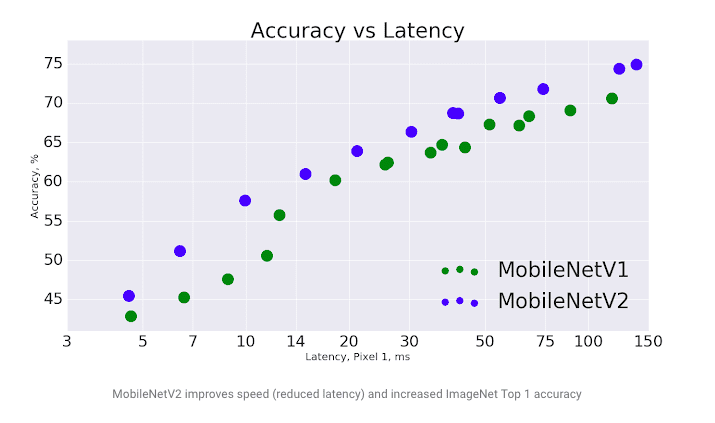 Accuracy vs Latency
75
70
65
60
55
50
45
Accuracy, %
MobileNetV1
MobileNetV2
3 5 7 10 14 20 30 50 75 100 150
Latency, Pixel 1, ms
MobileNetV2 improves speed (reduced latency) and increased ImageNet Top 1 accuracy